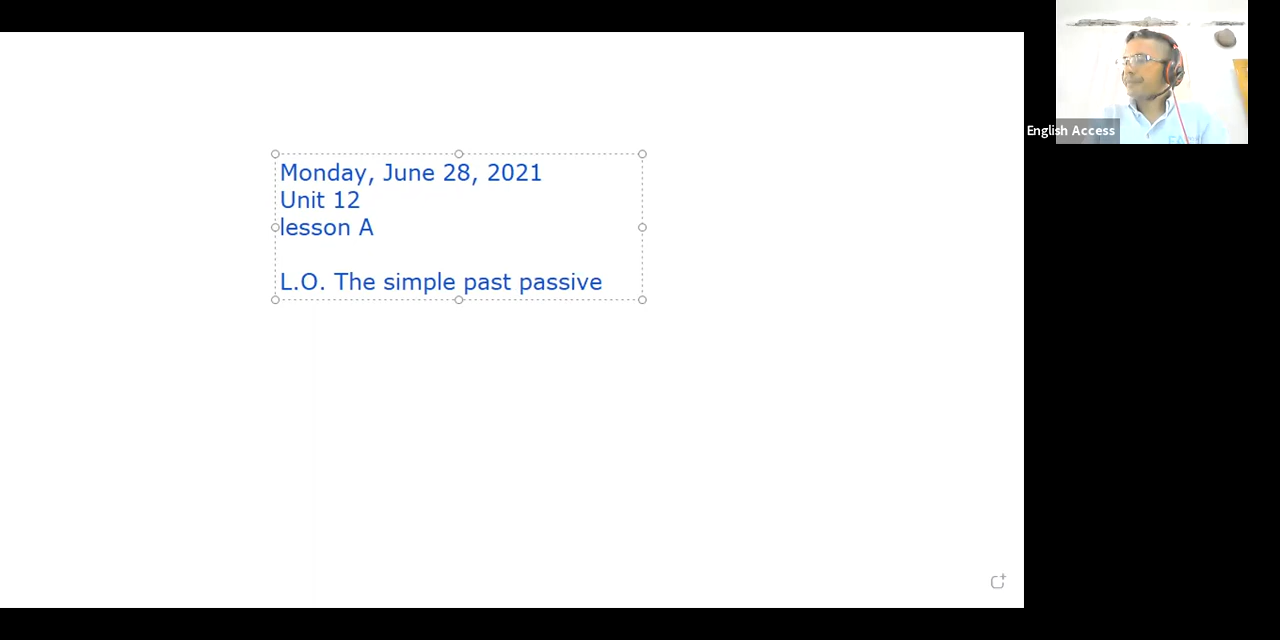 Monday, June 28, 2021
Unit 12
lesson A
L.O. The simple past passive
English Access